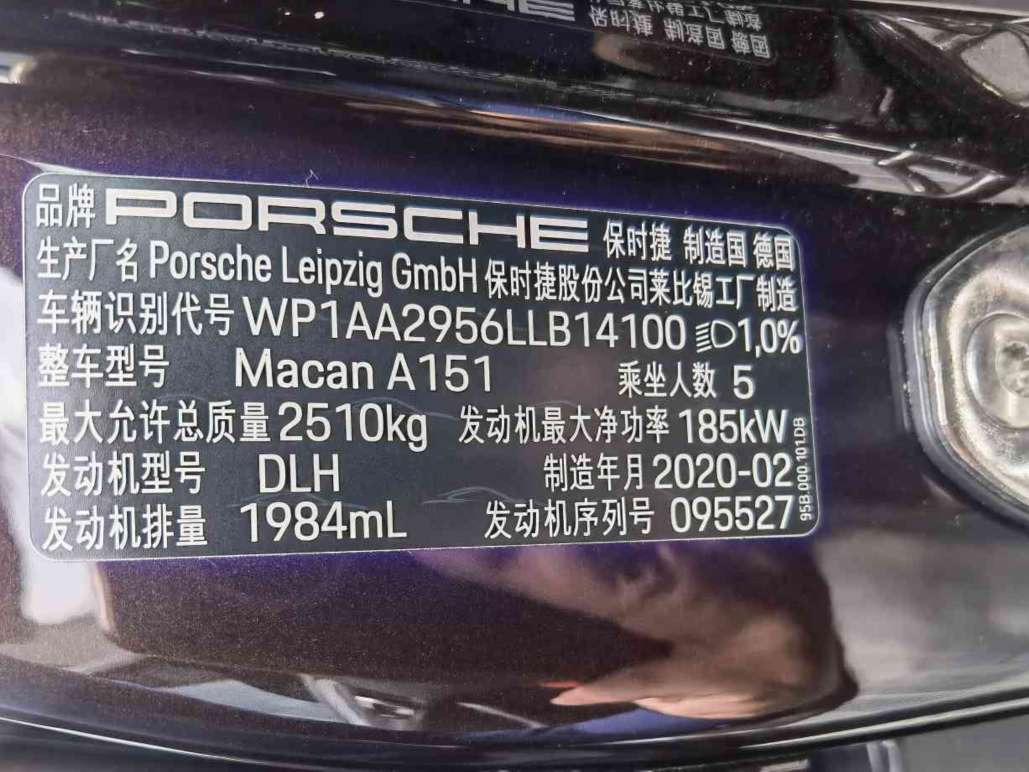 品牌 PORSCHE 保时捷 制造国 德国
生产厂名 Porsche Leipzig GmbH 保时捷股份公司莱比锡工厂制造
车辆识别代号 WP1AA2956LLB14100 1,0%
整车型号 Macan A151 乘坐人数 5
最大允许总质量 2510kg 发动机最大净功率 185kW
发动机型号 DLH 制造年月 2020-02
发动机排量 1984mL 发动机序列号 095527
95B.000.101.DB